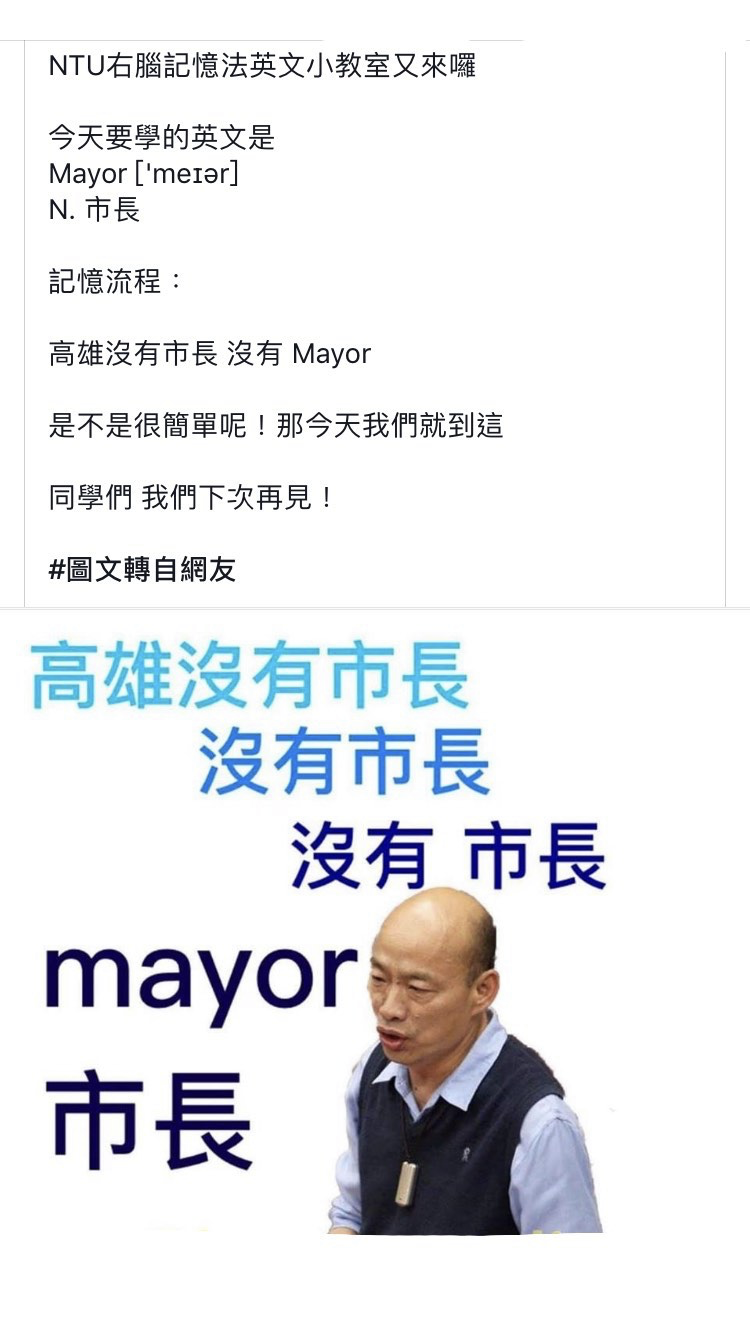 NTU右腦記憶法英文小教室又來囉
今天要學的英文是
Mayor ['meɪər]
N. 市長
記憶流程：
高雄沒有市長 沒有 Mayor
是不是很簡單呢！那今天我們就到這
同學們 我們下次再見！
#圖文轉自網友
高雄沒有市長
沒有市長
沒有 市長
mayor
市長